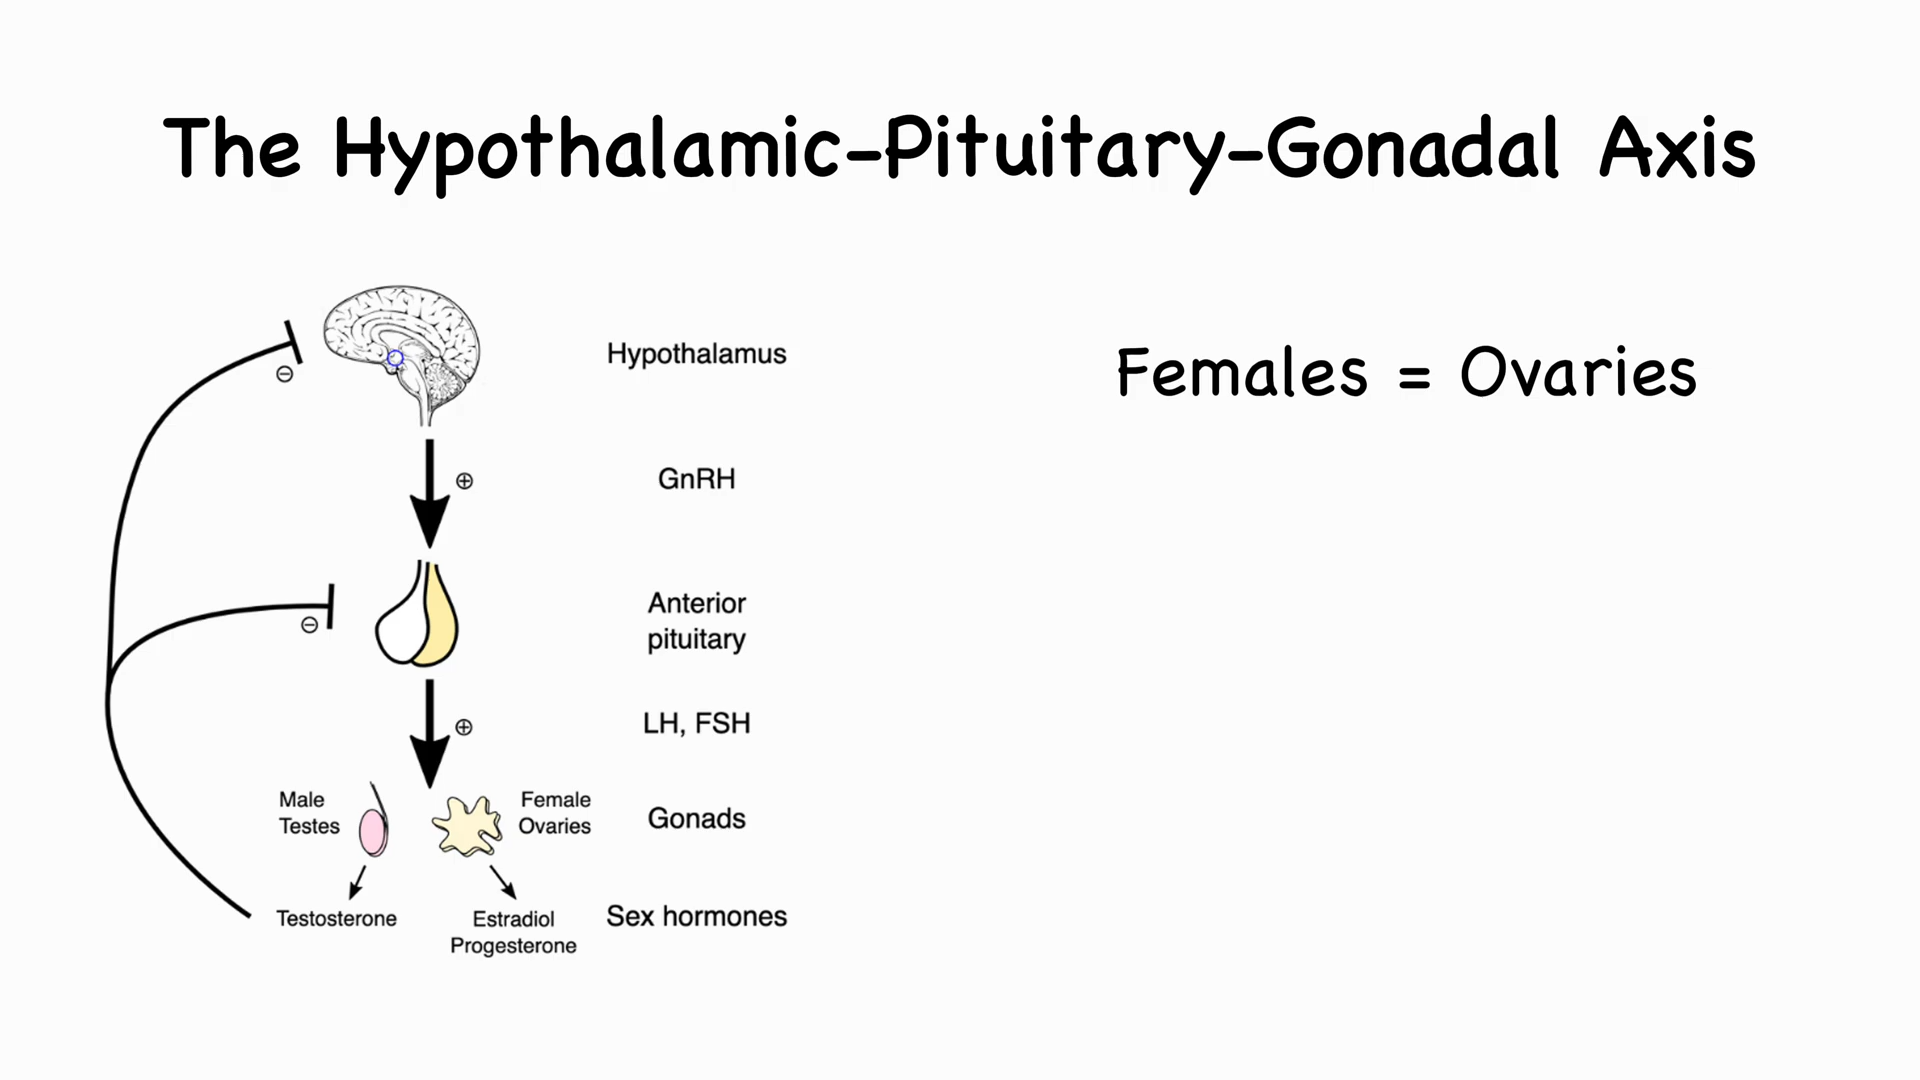 The Hypothalamic-Pituitary-Gonadal Axis
Hypothalamus
⊖
GnRH
⊕
Anterior
pituitary
⊖
LH, FSH
⊕
Male
Testes
Female
Ovaries
Gonads
Testosterone
Estradiol
Progesterone
Sex hormones
Females = Ovaries